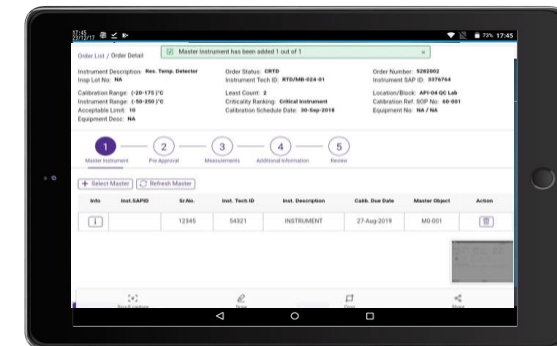 17:45
23/12/17
73% 17:45
Master Instrument has been added 1 out of 1 ×
Order List / Order Detail
Instrument Description: Res. Temp. Detector Order Status: CRTD Order Number: 5282002
Insp Lot No: NA Instrument Tech ID: RTD/MB-024-01 Instrument SAP ID: 3376764
Calibration Range: (-20-175 )°C Least Count: 2 Location/Block: API-04 QC Lab
Instrument Range: (-50-250 )°C Criticality Ranking: Critical Instrument Calibration Ref. SOP No: 60-001
Acceptable Limit: 10 Calibration Schedule Date: 30-Sep-2018 Equipment No: NA / NA
Equipment Desc: NA
1 2 3 4 5
Master Instrument Pre Approval Measurements Additional Information Review
+ Select Master Refresh Master
Info Inst.SAPID Sr.No. Inst. Tech ID Inst. Description Calib. Due Date Master Object Action
i 12345 54321 INSTRUMENT 27-Aug-2019 M0-001